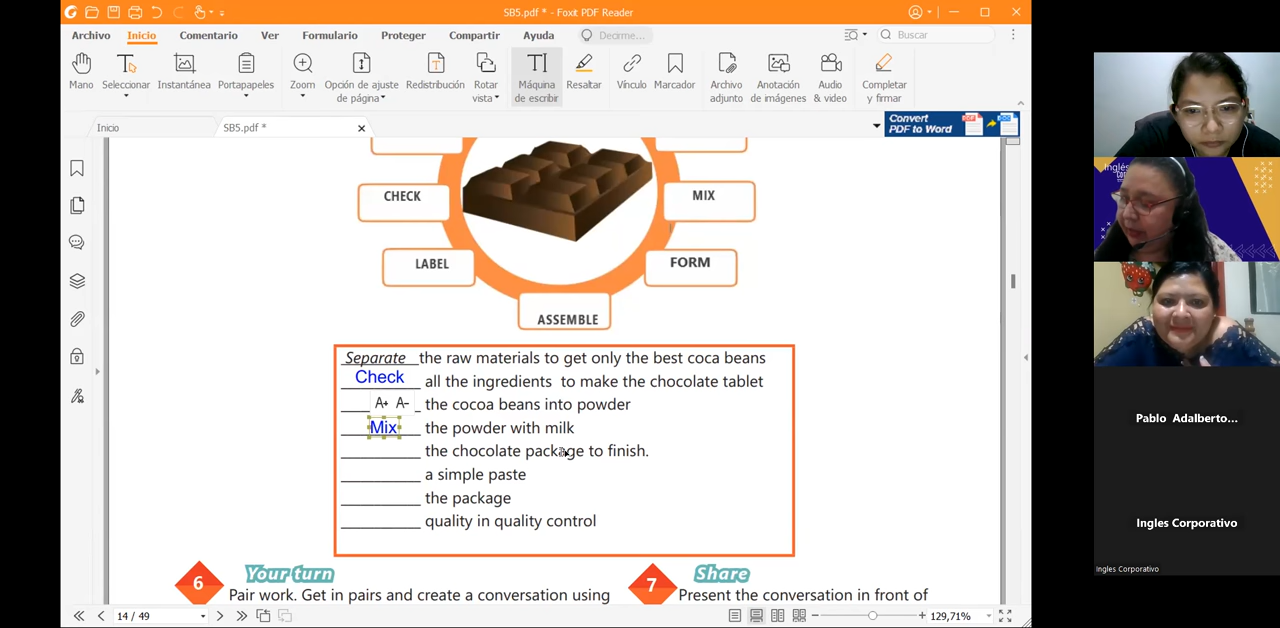 SB5.pdf * - Foxit PDF Reader
Archivo Inicio Comentario Ver Formulario Proteger Compartir Ayuda Decirme... Buscar
Mano Seleccionar Instantánea Portapapeles Zoom Opción de ajuste de página Redistribución Rotar vista Máquina de escribir Resaltar Vínculo Marcador Archivo adjunto Anotación de imágenes Audio & video Completar y firmar
Inicio SB5.pdf * Convert PDF to Word
CHECK MIX
LABEL FORM
ASSEMBLE
Separate the raw materials to get only the best coca beans
Check all the ingredients to make the chocolate tablet
A+ A- the cocoa beans into powder
Mix the powder with milk
the chocolate package to finish.
a simple paste
the package
quality in quality control
6 Your turn 7 Share
Pair work. Get in pairs and create a conversation using Present the conversation in front of
14 / 49 129,71%
Inglés
Pablo Adalberto...
Ingles Corporativo
Ingles Corporativo